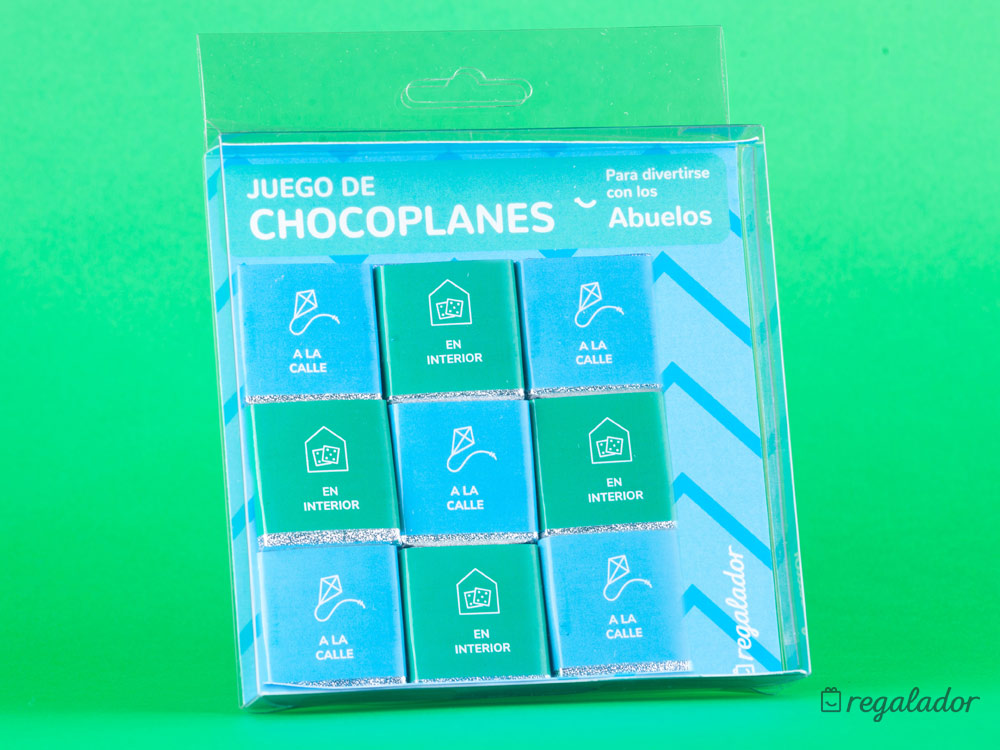 JUEGO DE
CHOCOPLANES
Para divertirse
con los
Abuelos
A LA
CALLE
EN
INTERIOR
A LA
CALLE
EN
INTERIOR
A LA
CALLE
EN
INTERIOR
A LA
CALLE
EN
INTERIOR
A LA
CALLE
regalador
regalador